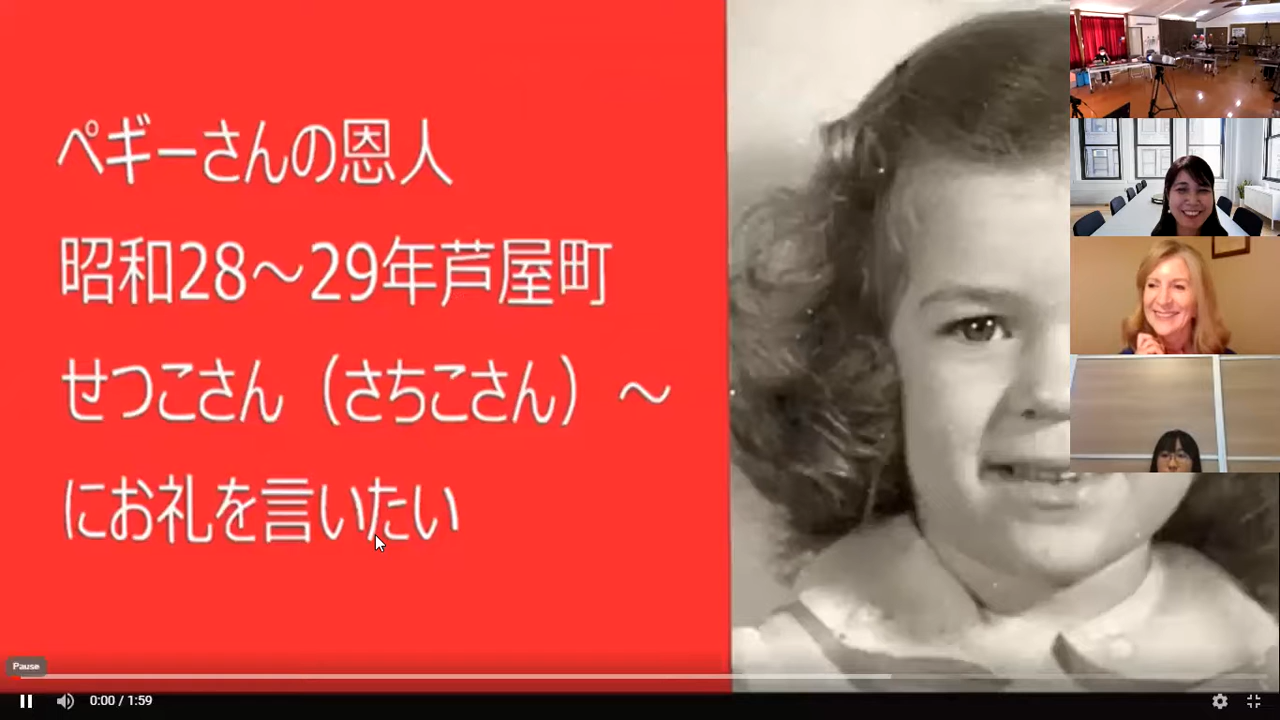 ペギーさんの恩人
昭和28～29年芦屋町
せつこさん（さちこさん）～
にお礼を言いたい
Pause
0:00 / 1:59